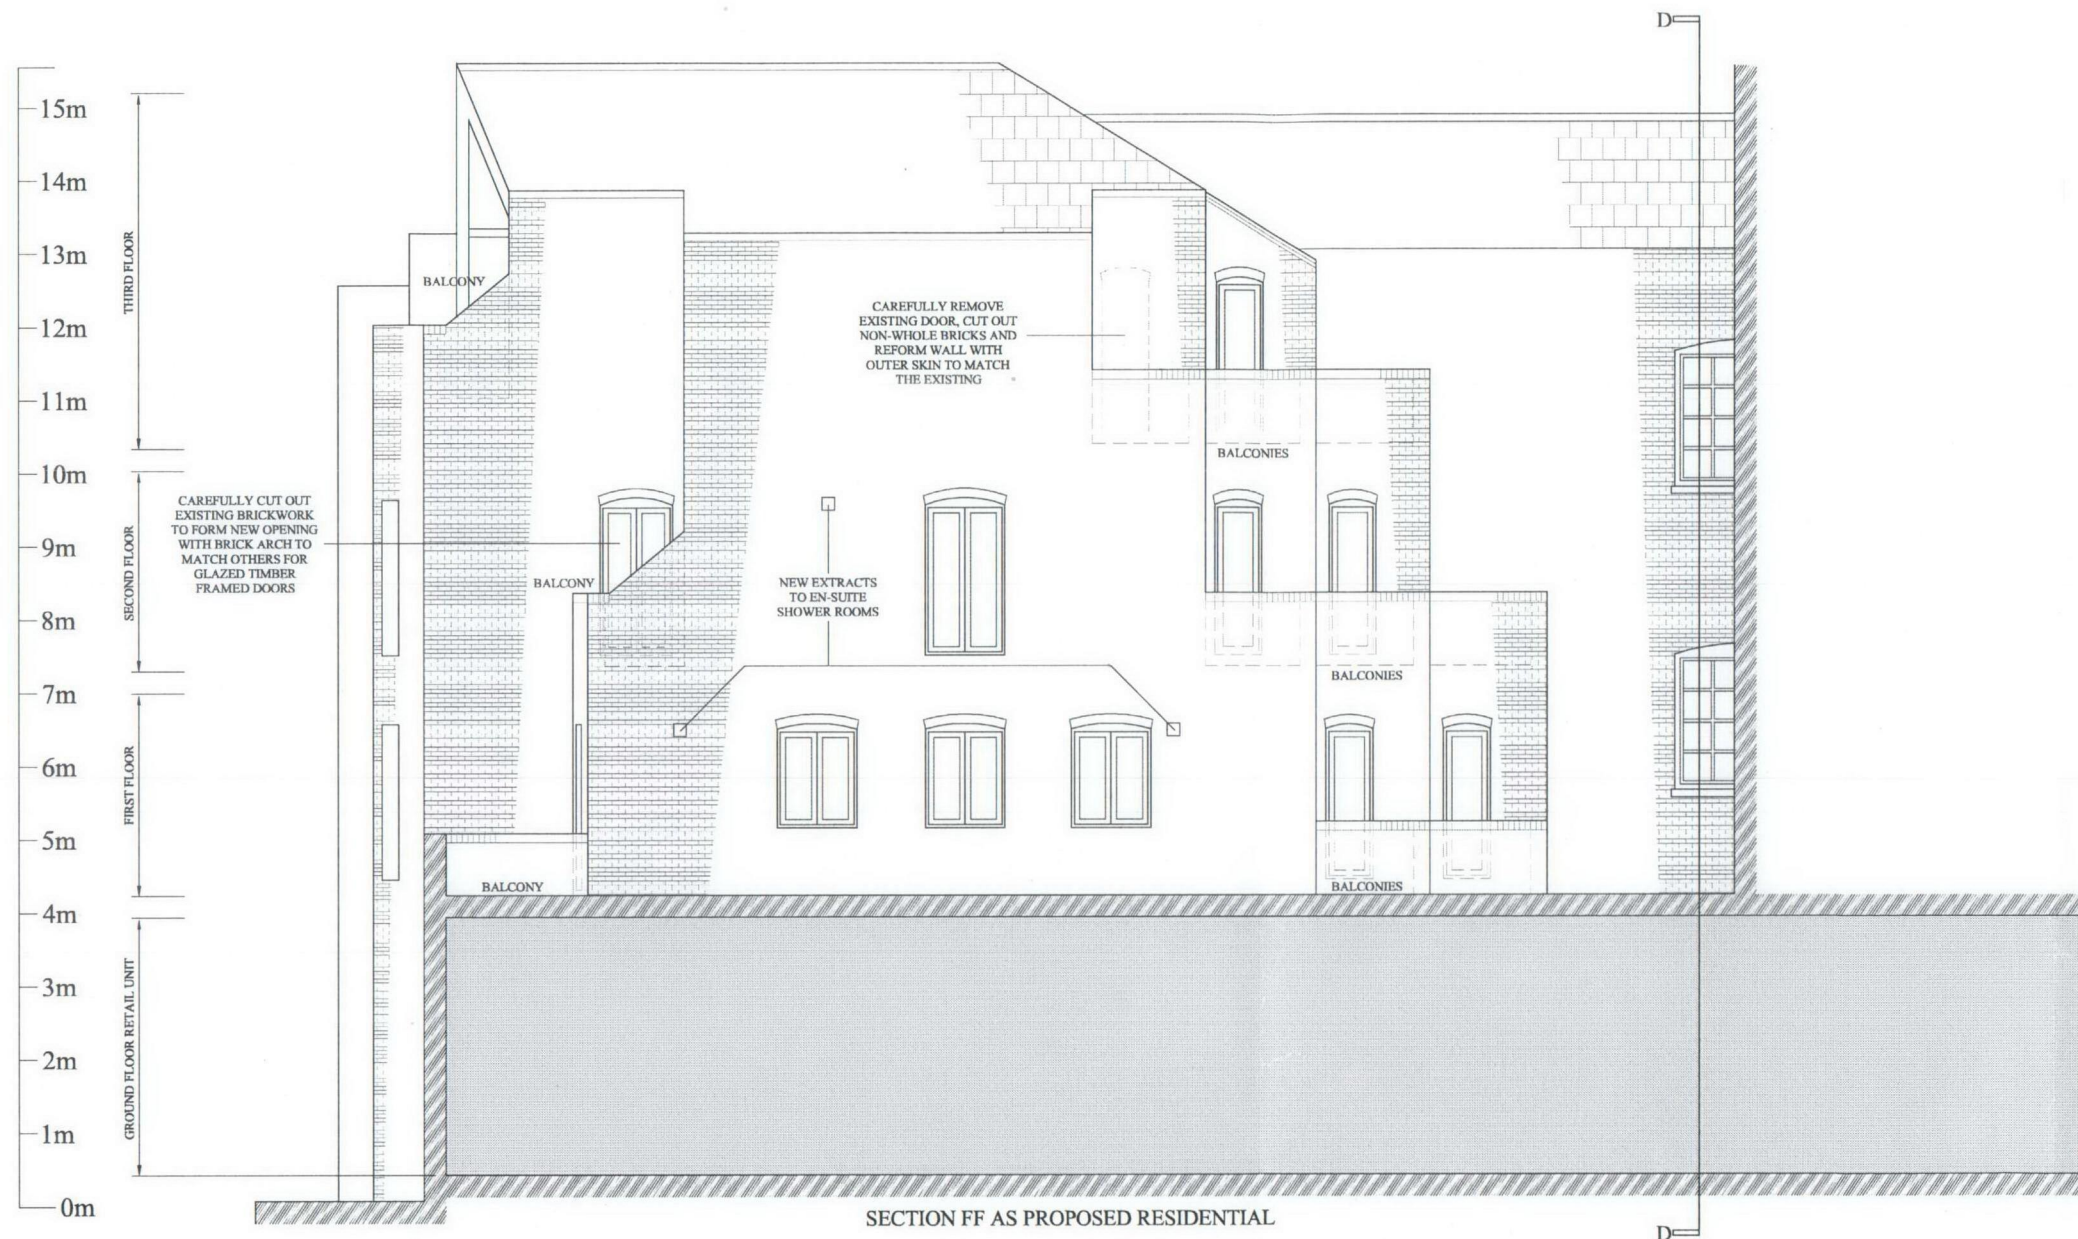 D
15m
14m
13m
12m
11m
10m
9m
8m
7m
6m
5m
4m
3m
2m
1m
0m
THIRD FLOOR
SECOND FLOOR
FIRST FLOOR
GROUND FLOOR RETAIL UNIT
BALCONY
CAREFULLY REMOVE
EXISTING DOOR, CUT OUT
NON-WHOLE BRICKS AND
REFORM WALL WITH
OUTER SKIN TO MATCH
THE EXISTING
BALCONIES
CAREFULLY CUT OUT
EXISTING BRICKWORK
TO FORM NEW OPENING
WITH BRICK ARCH TO
MATCH OTHERS FOR
GLAZED TIMBER
FRAMED DOORS
BALCONY
NEW EXTRACTS
TO EN-SUITE
SHOWER ROOMS
BALCONIES
BALCONY
BALCONIES
SECTION FF AS PROPOSED RESIDENTIAL
D